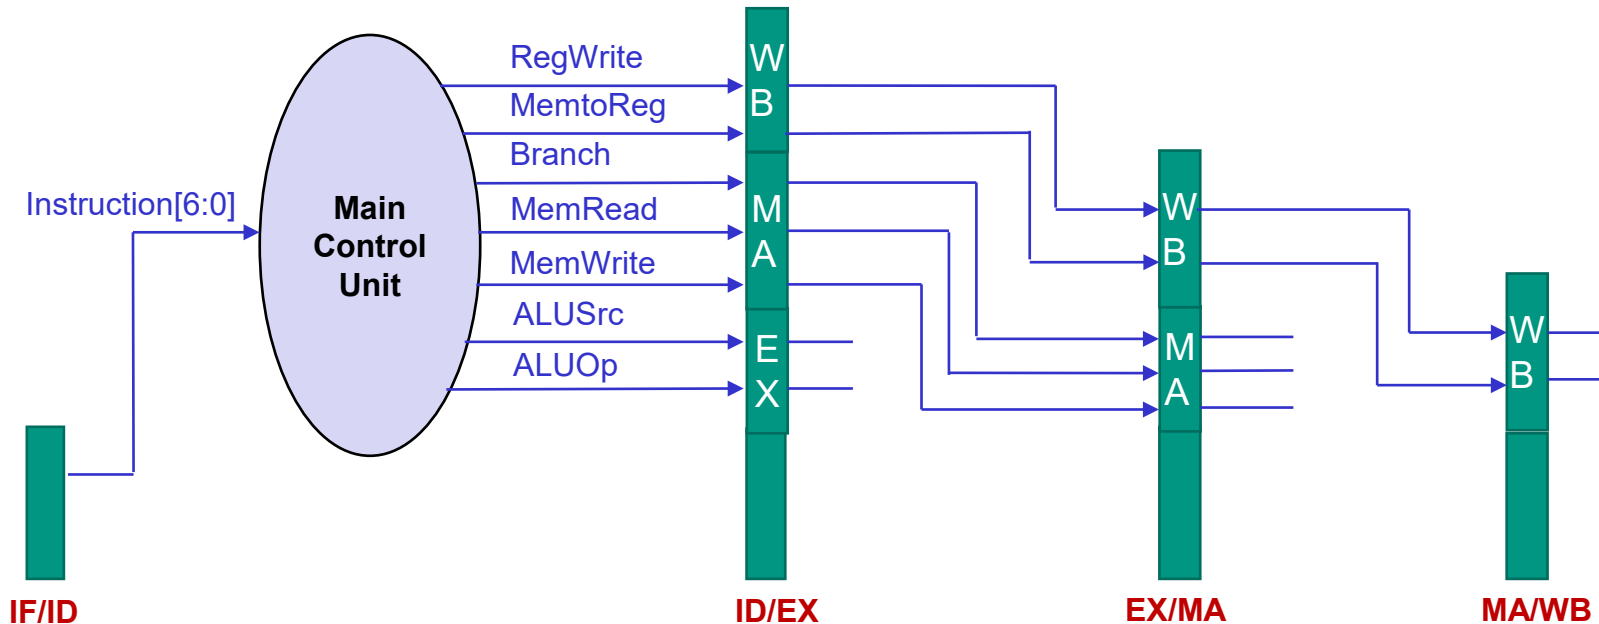 RegWrite
MemtoReg
Branch
MemRead
MemWrite
ALUSrc
ALUOp
Instruction[6:0]
Main
Control
Unit
W
B
M
A
E
X
W
B
M
A
W
B
IF/ID
ID/EX
EX/MA
MA/WB